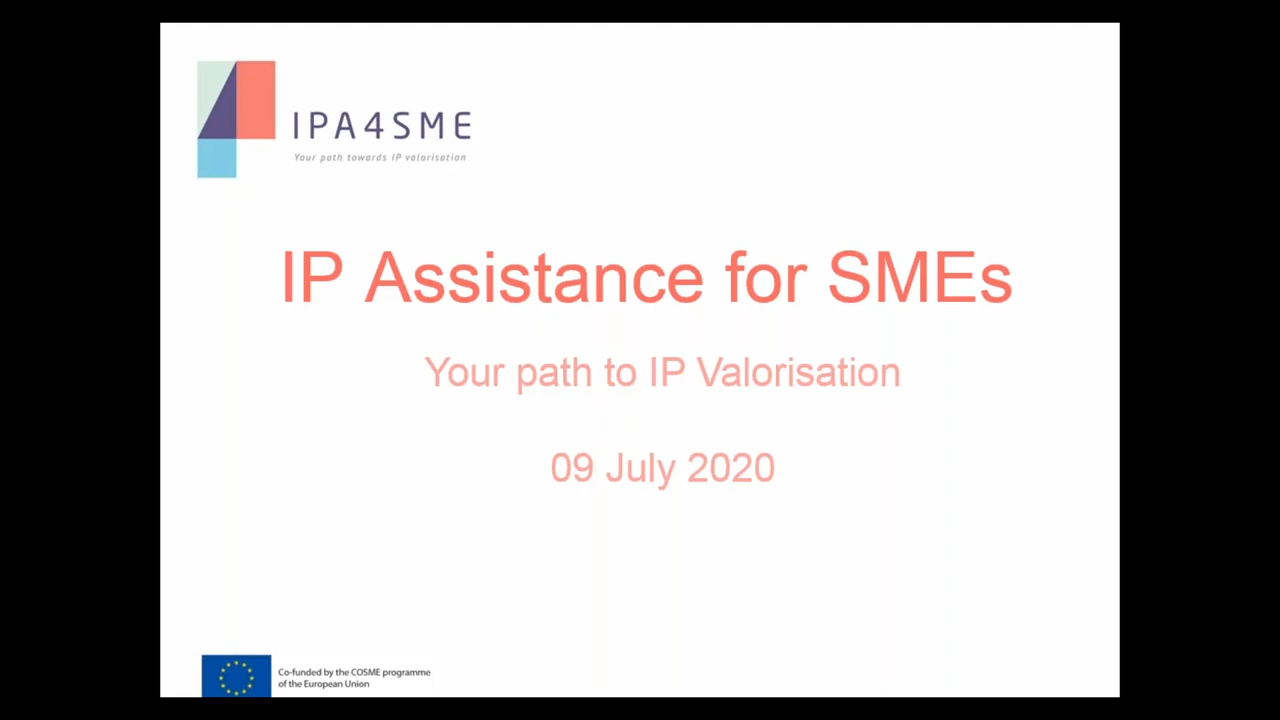 IPA4SME
Your path towards IP valorisation
IP Assistance for SMEs
Your path to IP Valorisation
09 July 2020
Co-funded by the COSME programme
of the European Union